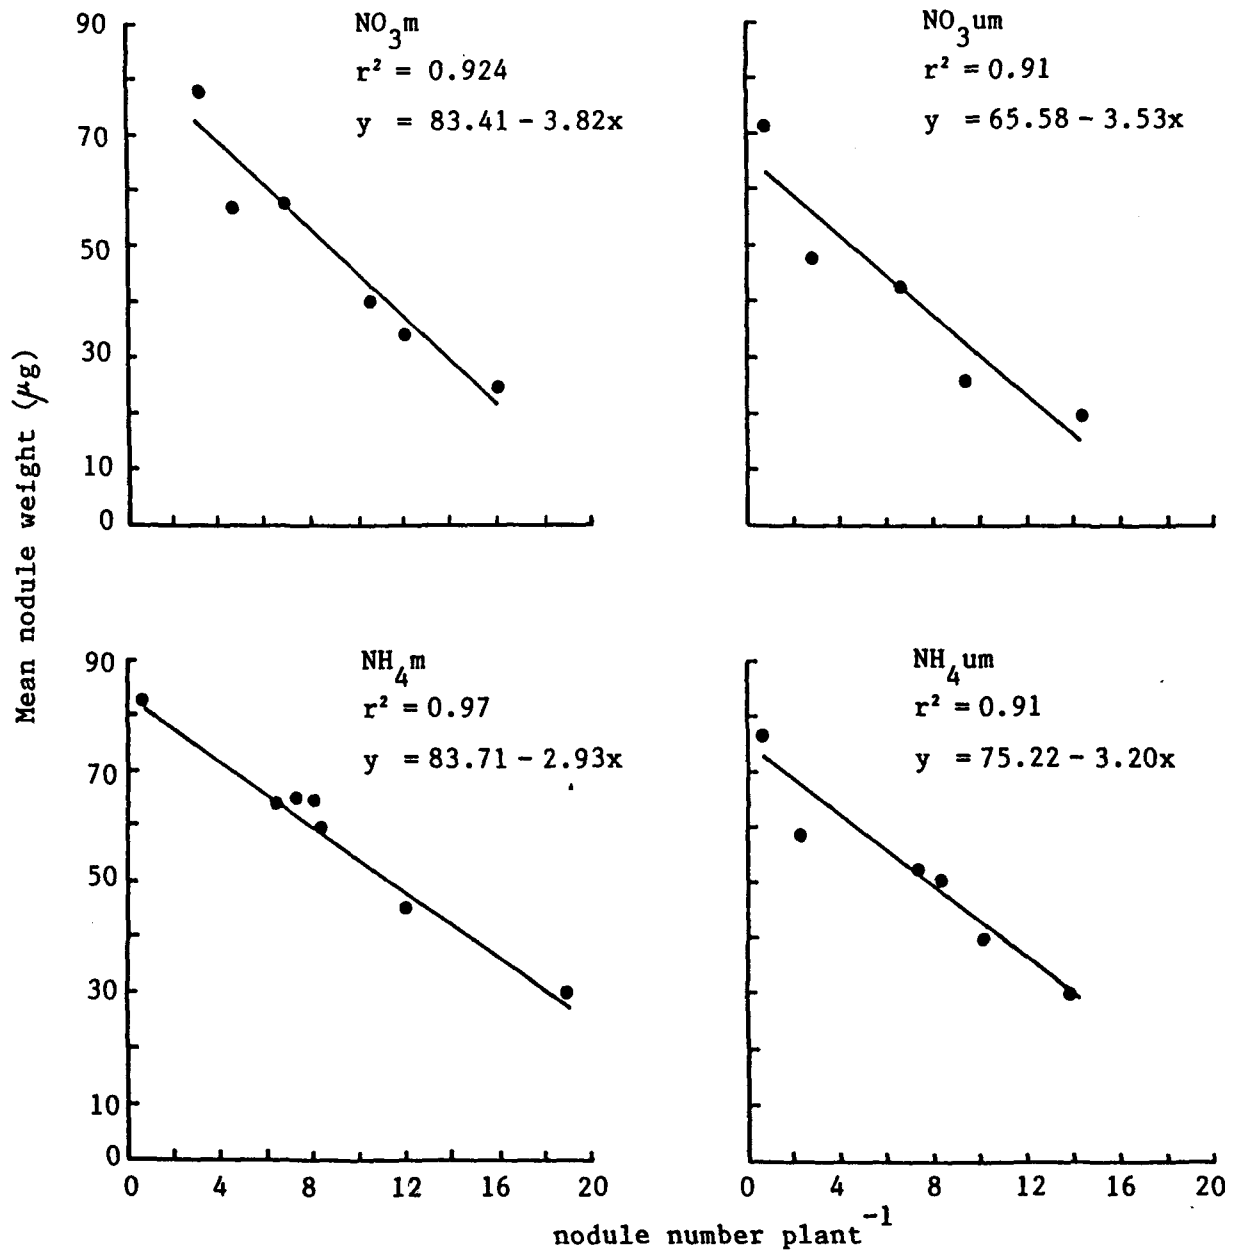 Mean nodule weight (μg)
90
70
50
30
10
0
NO₃m
r² = 0.924
y = 83.41 - 3.82x
NO₃um
r² = 0.91
y = 65.58 - 3.53x
90
70
50
30
10
0
0 4 8 12 16 20
NH₄m
r² = 0.97
y = 83.71 - 2.93x
NH₄um
r² = 0.91
y = 75.22 - 3.20x
0 4 8 12 16 20
nodule number plant⁻¹